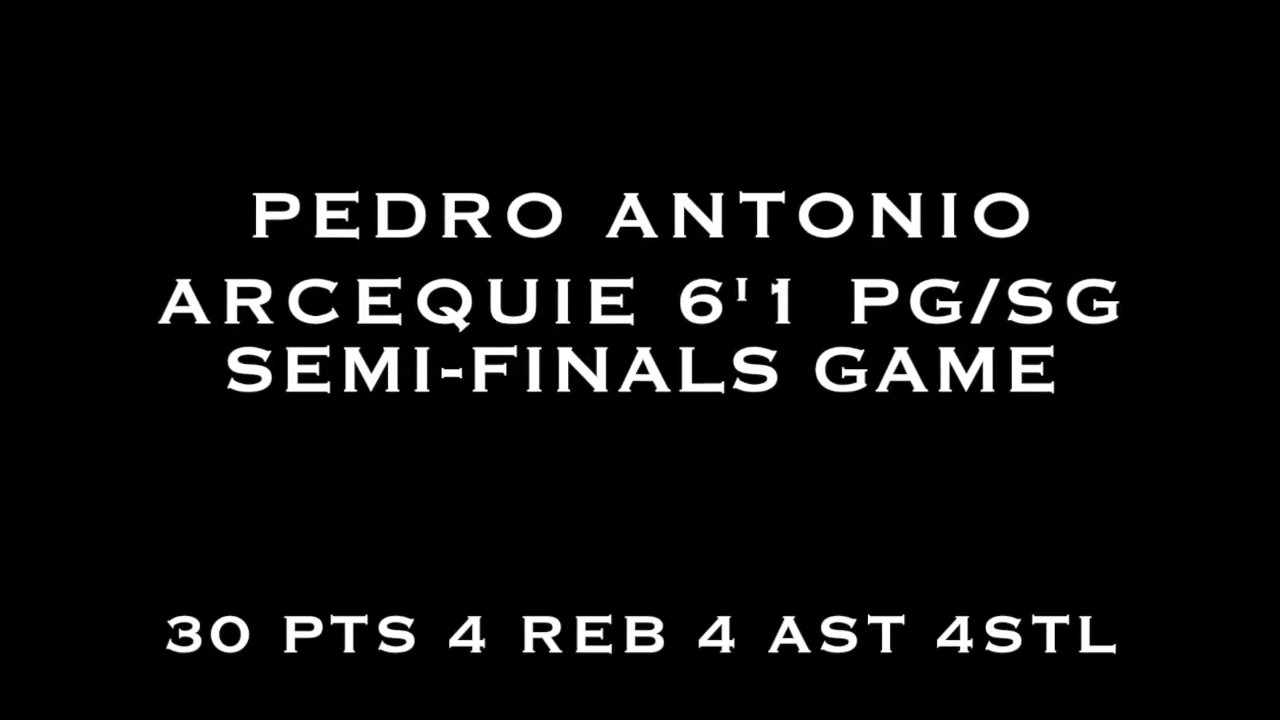 PEDRO ANTONIO
ARCEQUIE 6'1 PG/SG
SEMI-FINALS GAME
30 PTS 4 REB 4 AST 4STL